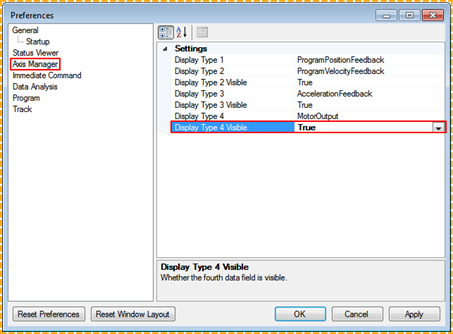 Preferences
General
Startup
Status Viewer
Axis Manager
Immediate Command
Data Analysis
Program
Track
Settings
Display Type 1 ProgramPositionFeedback
Display Type 2 ProgramVelocityFeedback
Display Type 2 Visible True
Display Type 3 AccelerationFeedback
Display Type 3 Visible True
Display Type 4 MotorOutput
Display Type 4 Visible True
Display Type 4 Visible
Whether the fourth data field is visible.
Reset Preferences Reset Window Layout OK Cancel Apply